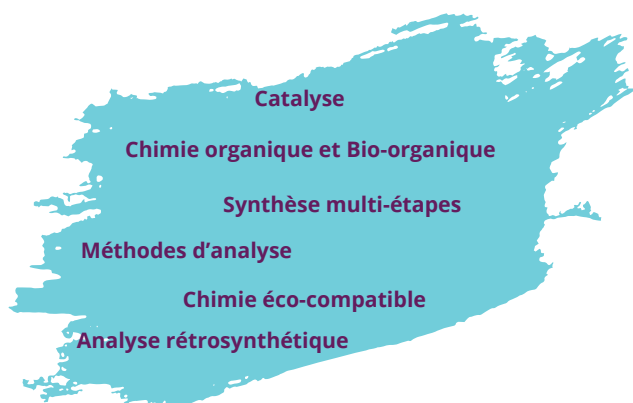 Catalyse
Chimie organique et Bio-organique
Synthèse multi-étapes
Méthodes d'analyse
Chimie éco-compatible
Analyse rétrosynthétique